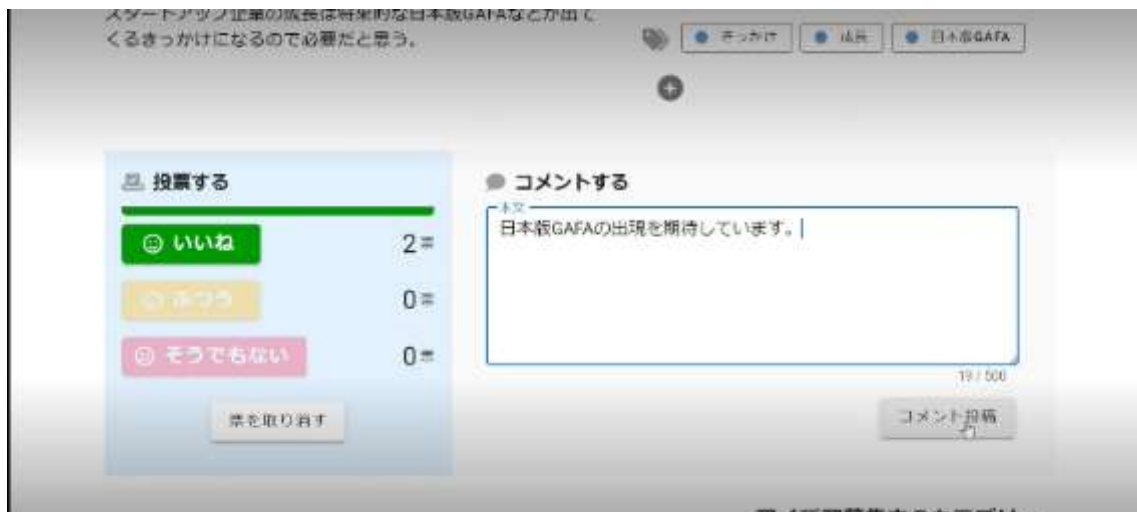 スタートアップ企業の成長は将来的な日本版GAFAなどが出て
くるきっかけになるので必要だと思う。
きっかけ
成長
日本版GAFA
投票する
いいね
2票
ふつう
0票
そうでもない
0票
票を取り消す
コメントする
本文
日本版GAFAの出現を期待しています。
19 / 500
コメント投稿